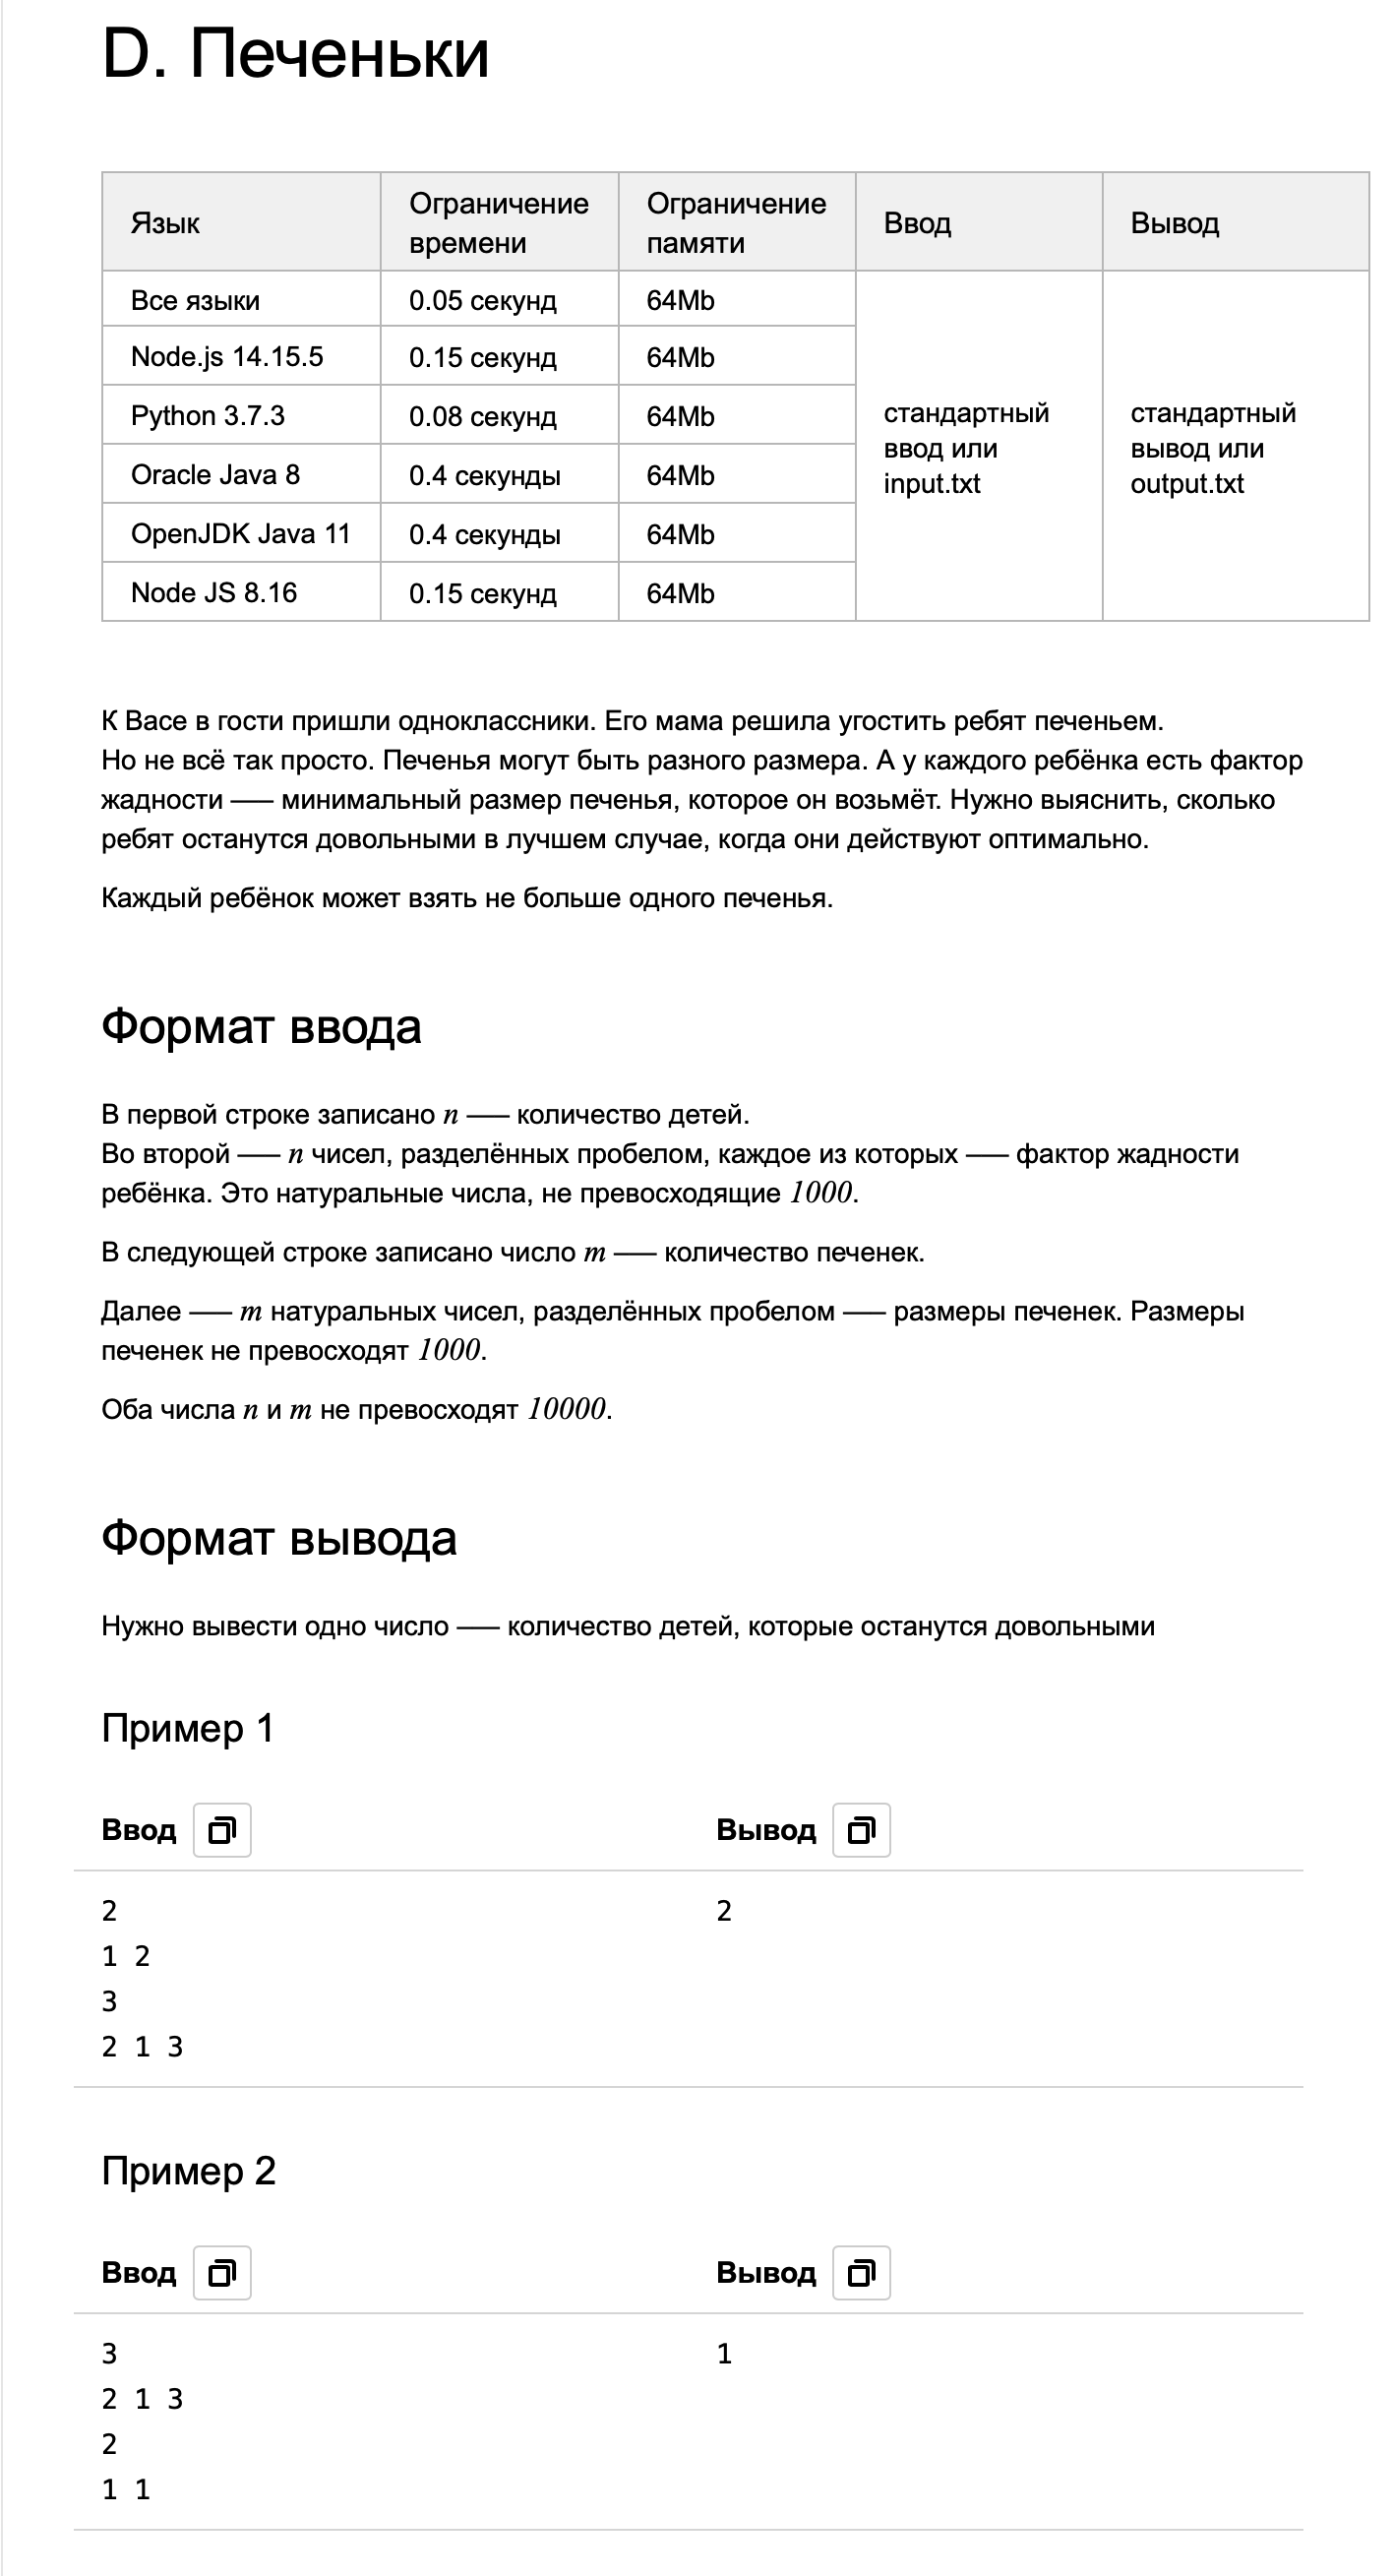 D. Печеньки
Язык
Ограничение
времени
Ограничение
памяти
Ввод
Вывод
Все языки
0.05 секунд
64Mb
Node.js 14.15.5
0.15 секунд
64Mb
Python 3.7.3
0.08 секунд
64Mb
Oracle Java 8
0.4 секунды
64Mb
OpenJDK Java 11
0.4 секунды
64Mb
Node JS 8.16
0.15 секунд
64Mb
стандартный
ввод или
input.txt
стандартный
вывод или
output.txt
К Васе в гости пришли одноклассники. Его мама решила угостить ребят печеньем.
Но не всё так просто. Печенья могут быть разного размера. А у каждого ребёнка есть фактор
жадности –— минимальный размер печенья, которое он возьмёт. Нужно выяснить, сколько
ребят останутся довольными в лучшем случае, когда они действуют оптимально.
Каждый ребёнок может взять не больше одного печенья.
Формат ввода
В первой строке записано n –— количество детей.
Во второй –— n чисел, разделённых пробелом, каждое из которых –— фактор жадности
ребёнка. Это натуральные числа, не превосходящие 1000.
В следующей строке записано число m –— количество печенек.
Далее –— m натуральных чисел, разделённых пробелом –— размеры печенек. Размеры
печенек не превосходят 1000.
Оба числа n и m не превосходят 10000.
Формат вывода
Нужно вывести одно число –— количество детей, которые останутся довольными
Пример 1
Ввод
Вывод
2
1 2
3
2 1 3
2
Пример 2
Ввод
Вывод
3
2 1 3
2
1 1
1